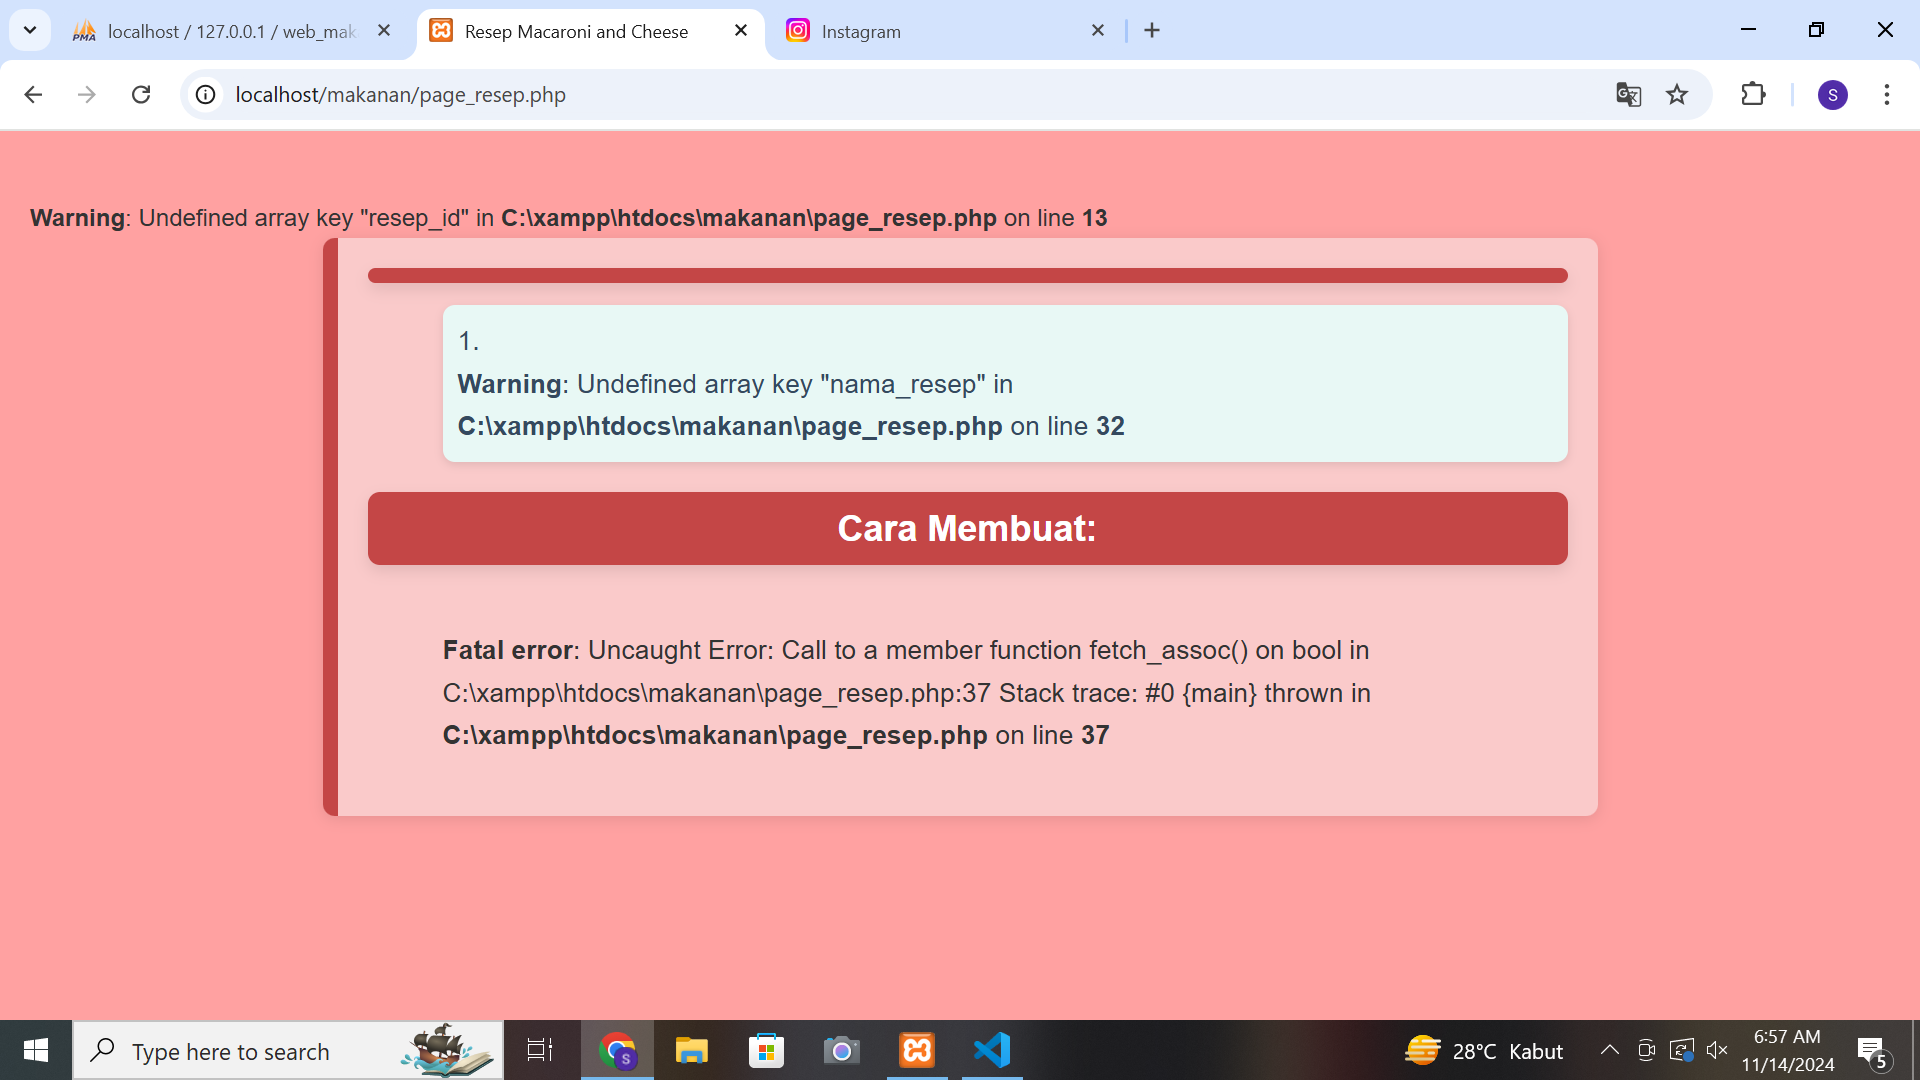 localhost / 127.0.0.1 / web_mak
Resep Macaroni and Cheese
Instagram
localhost/makanan/page_resep.php
S
Warning: Undefined array key "resep_id" in C:\xampp\htdocs\makanan\page_resep.php on line 13
1.
Warning: Undefined array key "nama_resep" in
C:\xampp\htdocs\makanan\page_resep.php on line 32
Cara Membuat:
Fatal error: Uncaught Error: Call to a member function fetch_assoc() on bool in
C:\xampp\htdocs\makanan\page_resep.php:37 Stack trace: #0 {main} thrown in
C:\xampp\htdocs\makanan\page_resep.php on line 37
Type here to search
S
28°C Kabut
6:57 AM
11/14/2024
5